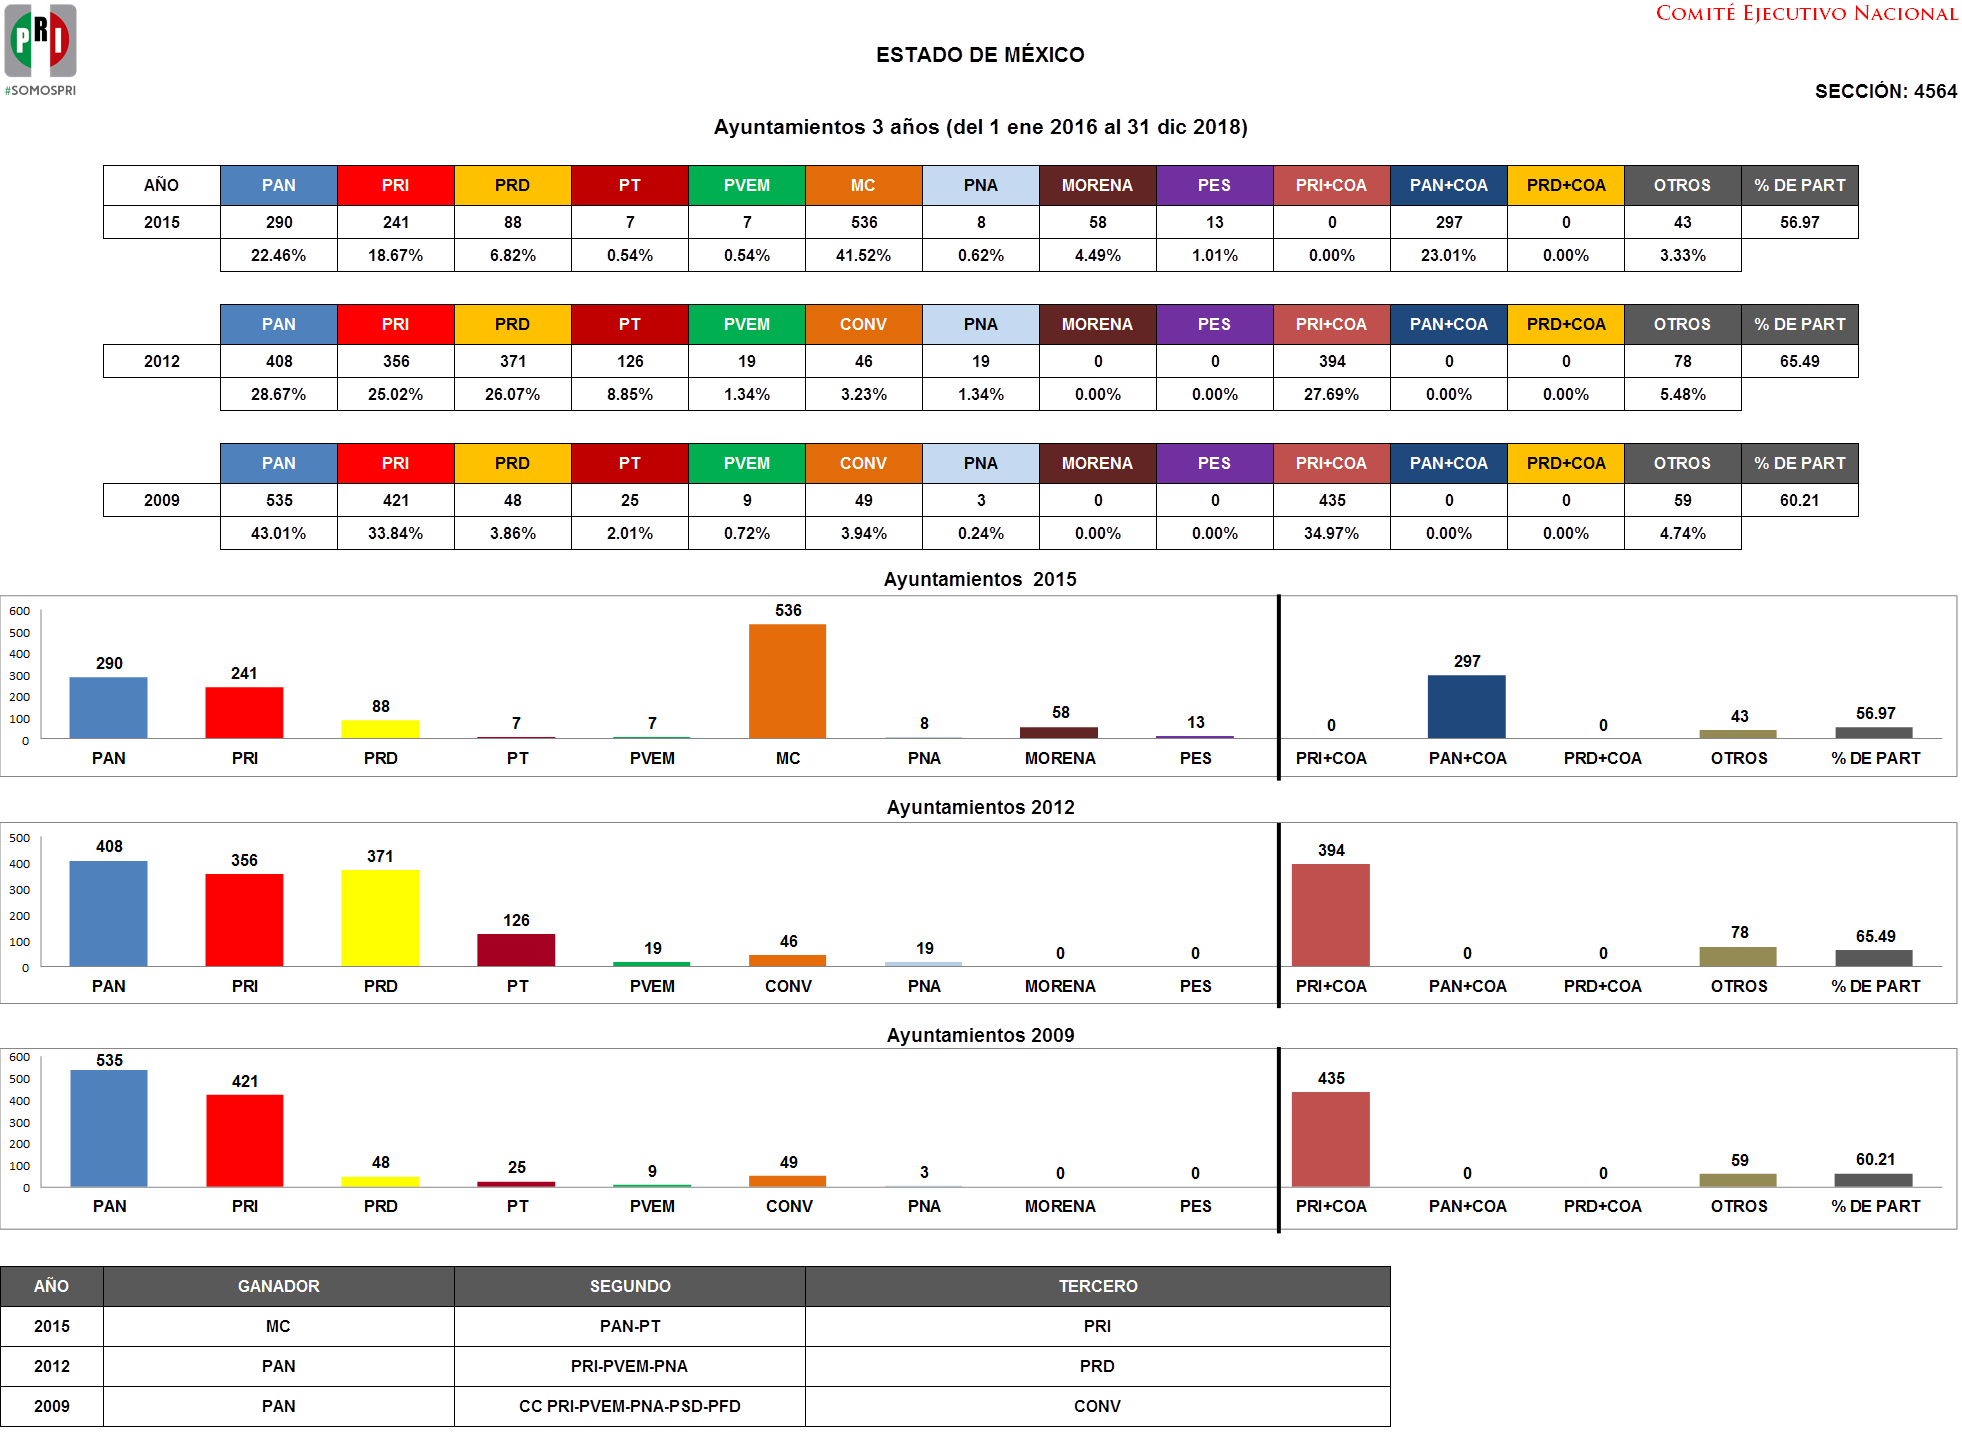 PRI
#SOMOSPRI
COMITÉ EJECUTIVO NACIONAL
ESTADO DE MÉXICO
SECCIÓN: 4564
Ayuntamientos 3 años (del 1 ene 2016 al 31 dic 2018)
AÑO PAN PRI PRD PT PVEM MC PNA MORENA PES PRI+COA PAN+COA PRD+COA OTROS % DE PART
2015 290 241 88 7 7 536 8 58 13 0 297 0 43 56.97
22.46% 18.67% 6.82% 0.54% 0.54% 41.52% 0.62% 4.49% 1.01% 0.00% 23.01% 0.00% 3.33%
PAN PRI PRD PT PVEM CONV PNA MORENA PES PRI+COA PAN+COA PRD+COA OTROS % DE PART
2012 408 356 371 126 19 46 19 0 0 394 0 0 78 65.49
28.67% 25.02% 26.07% 8.85% 1.34% 3.23% 1.34% 0.00% 0.00% 27.69% 0.00% 0.00% 5.48%
PAN PRI PRD PT PVEM CONV PNA MORENA PES PRI+COA PAN+COA PRD+COA OTROS % DE PART
2009 535 421 48 25 9 49 3 0 0 435 0 0 59 60.21
43.01% 33.84% 3.86% 2.01% 0.72% 3.94% 0.24% 0.00% 0.00% 34.97% 0.00% 0.00% 4.74%
Ayuntamientos 2015
600
500
400
300
200
100
0
290 241 88 7 7 536 8 58 13 0 297 0 43 56.97
PAN PRI PRD PT PVEM MC PNA MORENA PES PRI+COA PAN+COA PRD+COA OTROS % DE PART
Ayuntamientos 2012
500
400
300
200
100
0
408 356 371 126 19 46 19 0 0 394 0 0 78 65.49
PAN PRI PRD PT PVEM CONV PNA MORENA PES PRI+COA PAN+COA PRD+COA OTROS % DE PART
Ayuntamientos 2009
600
500
400
300
200
100
0
535 421 48 25 9 49 3 0 0 435 0 0 59 60.21
PAN PRI PRD PT PVEM CONV PNA MORENA PES PRI+COA PAN+COA PRD+COA OTROS % DE PART
AÑO GANADOR SEGUNDO TERCERO
2015 MC PAN-PT PRI
2012 PAN PRI-PVEM-PNA PRD
2009 PAN CC PRI-PVEM-PNA-PSD-PFD CONV